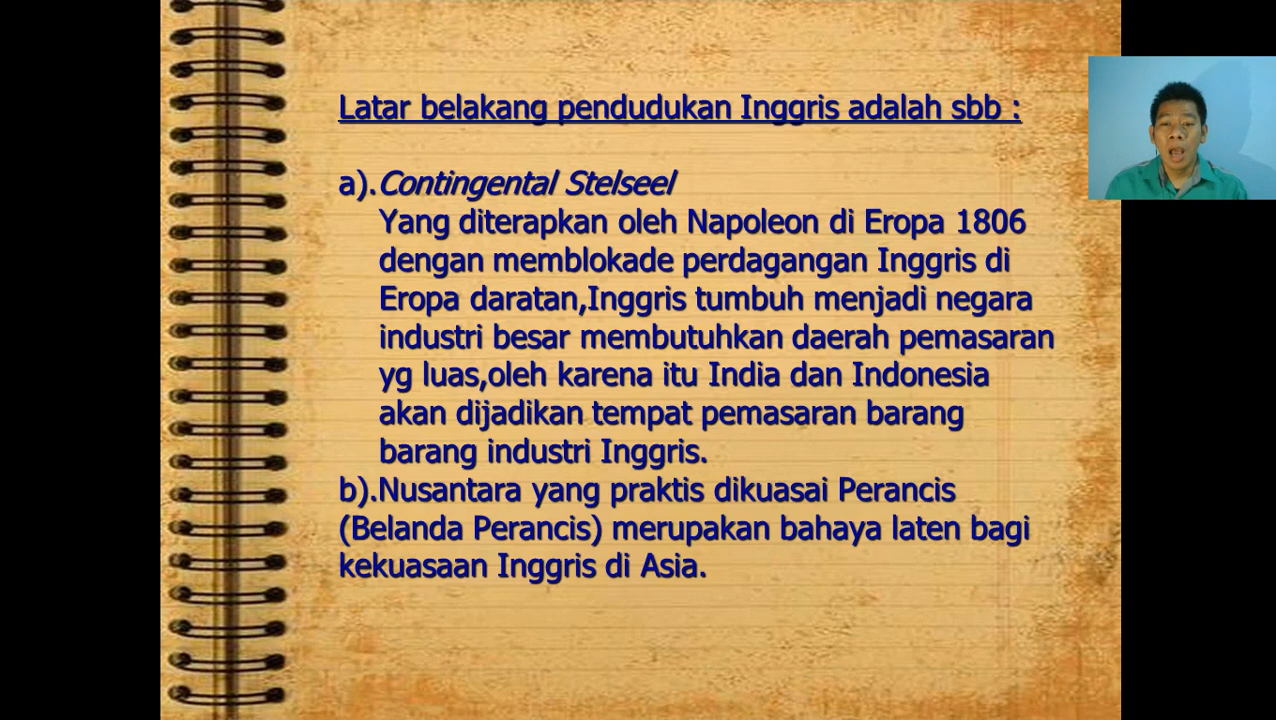 Latar belakang pendudukan Inggris adalah sbb :
a).Contingental Stelseel
Yang diterapkan oleh Napoleon di Eropa 1806
dengan memblokade perdagangan Inggris di
Eropa daratan,Inggris tumbuh menjadi negara
industri besar membutuhkan daerah pemasaran
yg luas,oleh karena itu India dan Indonesia
akan dijadikan tempat pemasaran barang
barang industri Inggris.
b).Nusantara yang praktis dikuasai Perancis
(Belanda Perancis) merupakan bahaya laten bagi
kekuasaan Inggris di Asia.